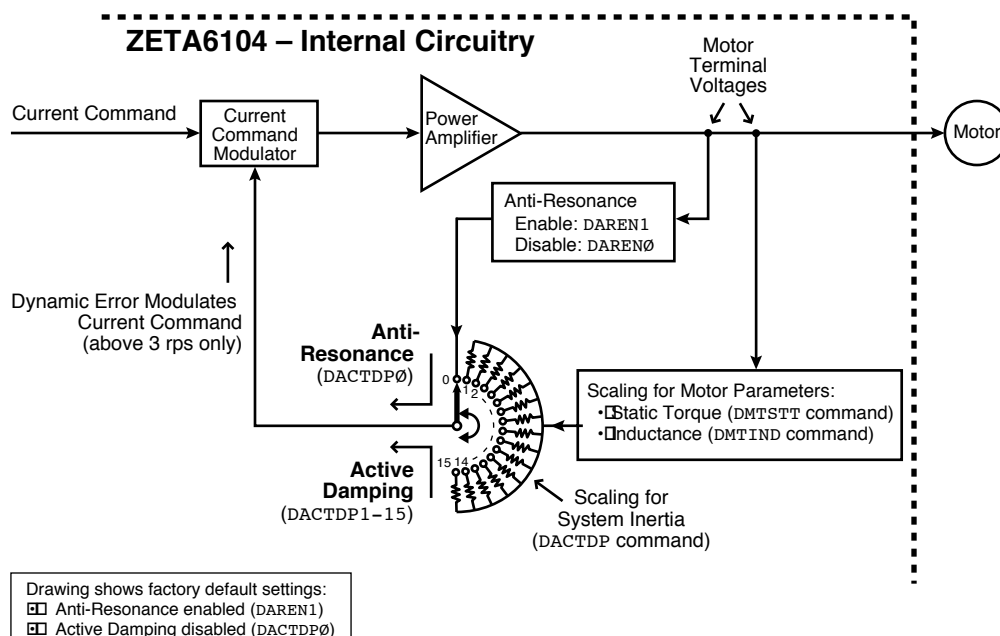 ZETA6104 – Internal Circuitry
Motor
Terminal
Voltages
Current Command
Current
Command
Modulator
Power
Amplifier
Motor
Anti-Resonance
Enable: DAREN1
Disable: DARENØ
Dynamic Error Modulates
Current Command
(above 3 rps only)
Anti-
Resonance
(DACTDPØ)
0
1
2
Scaling for Motor Parameters:
• Static Torque (DMTSTT command)
• Inductance (DMTIND command)
15
14
Active
Damping
(DACTDP1-15)
Scaling for
System Inertia
(DACTDP command)
Drawing shows factory default settings:
Anti-Resonance enabled (DAREN1)
Active Damping disabled (DACTDPØ)